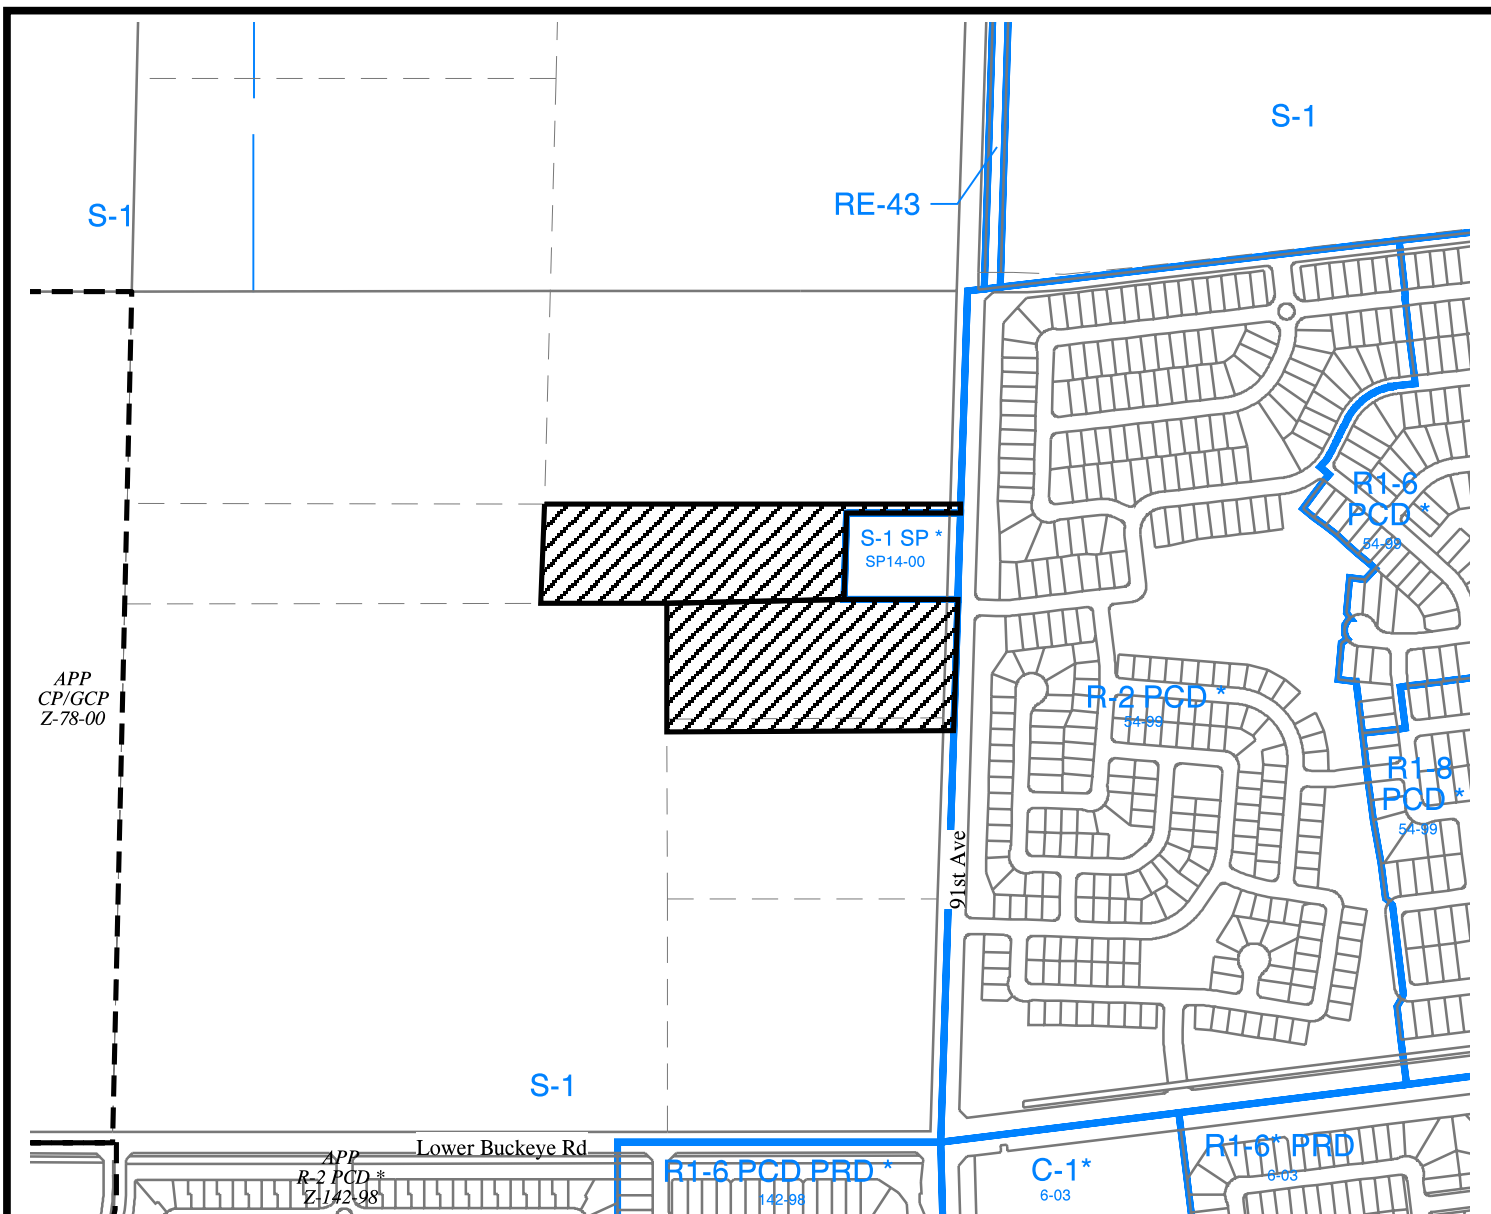 S-1
S-1
RE-43
R1-6
PCD *
54-99
S-1 SP *
SP14-00
APP
CP/GCP
Z-78-00
R-2 PCD *
54-99
R1-8
PCD *
54-99
91st Ave
S-1
Lower Buckeye Rd
APP
R-2 PCD *
Z-142-98
R1-6 PCD PRD *
142-98
C-1*
6-03
R1-6* PRD
6-03